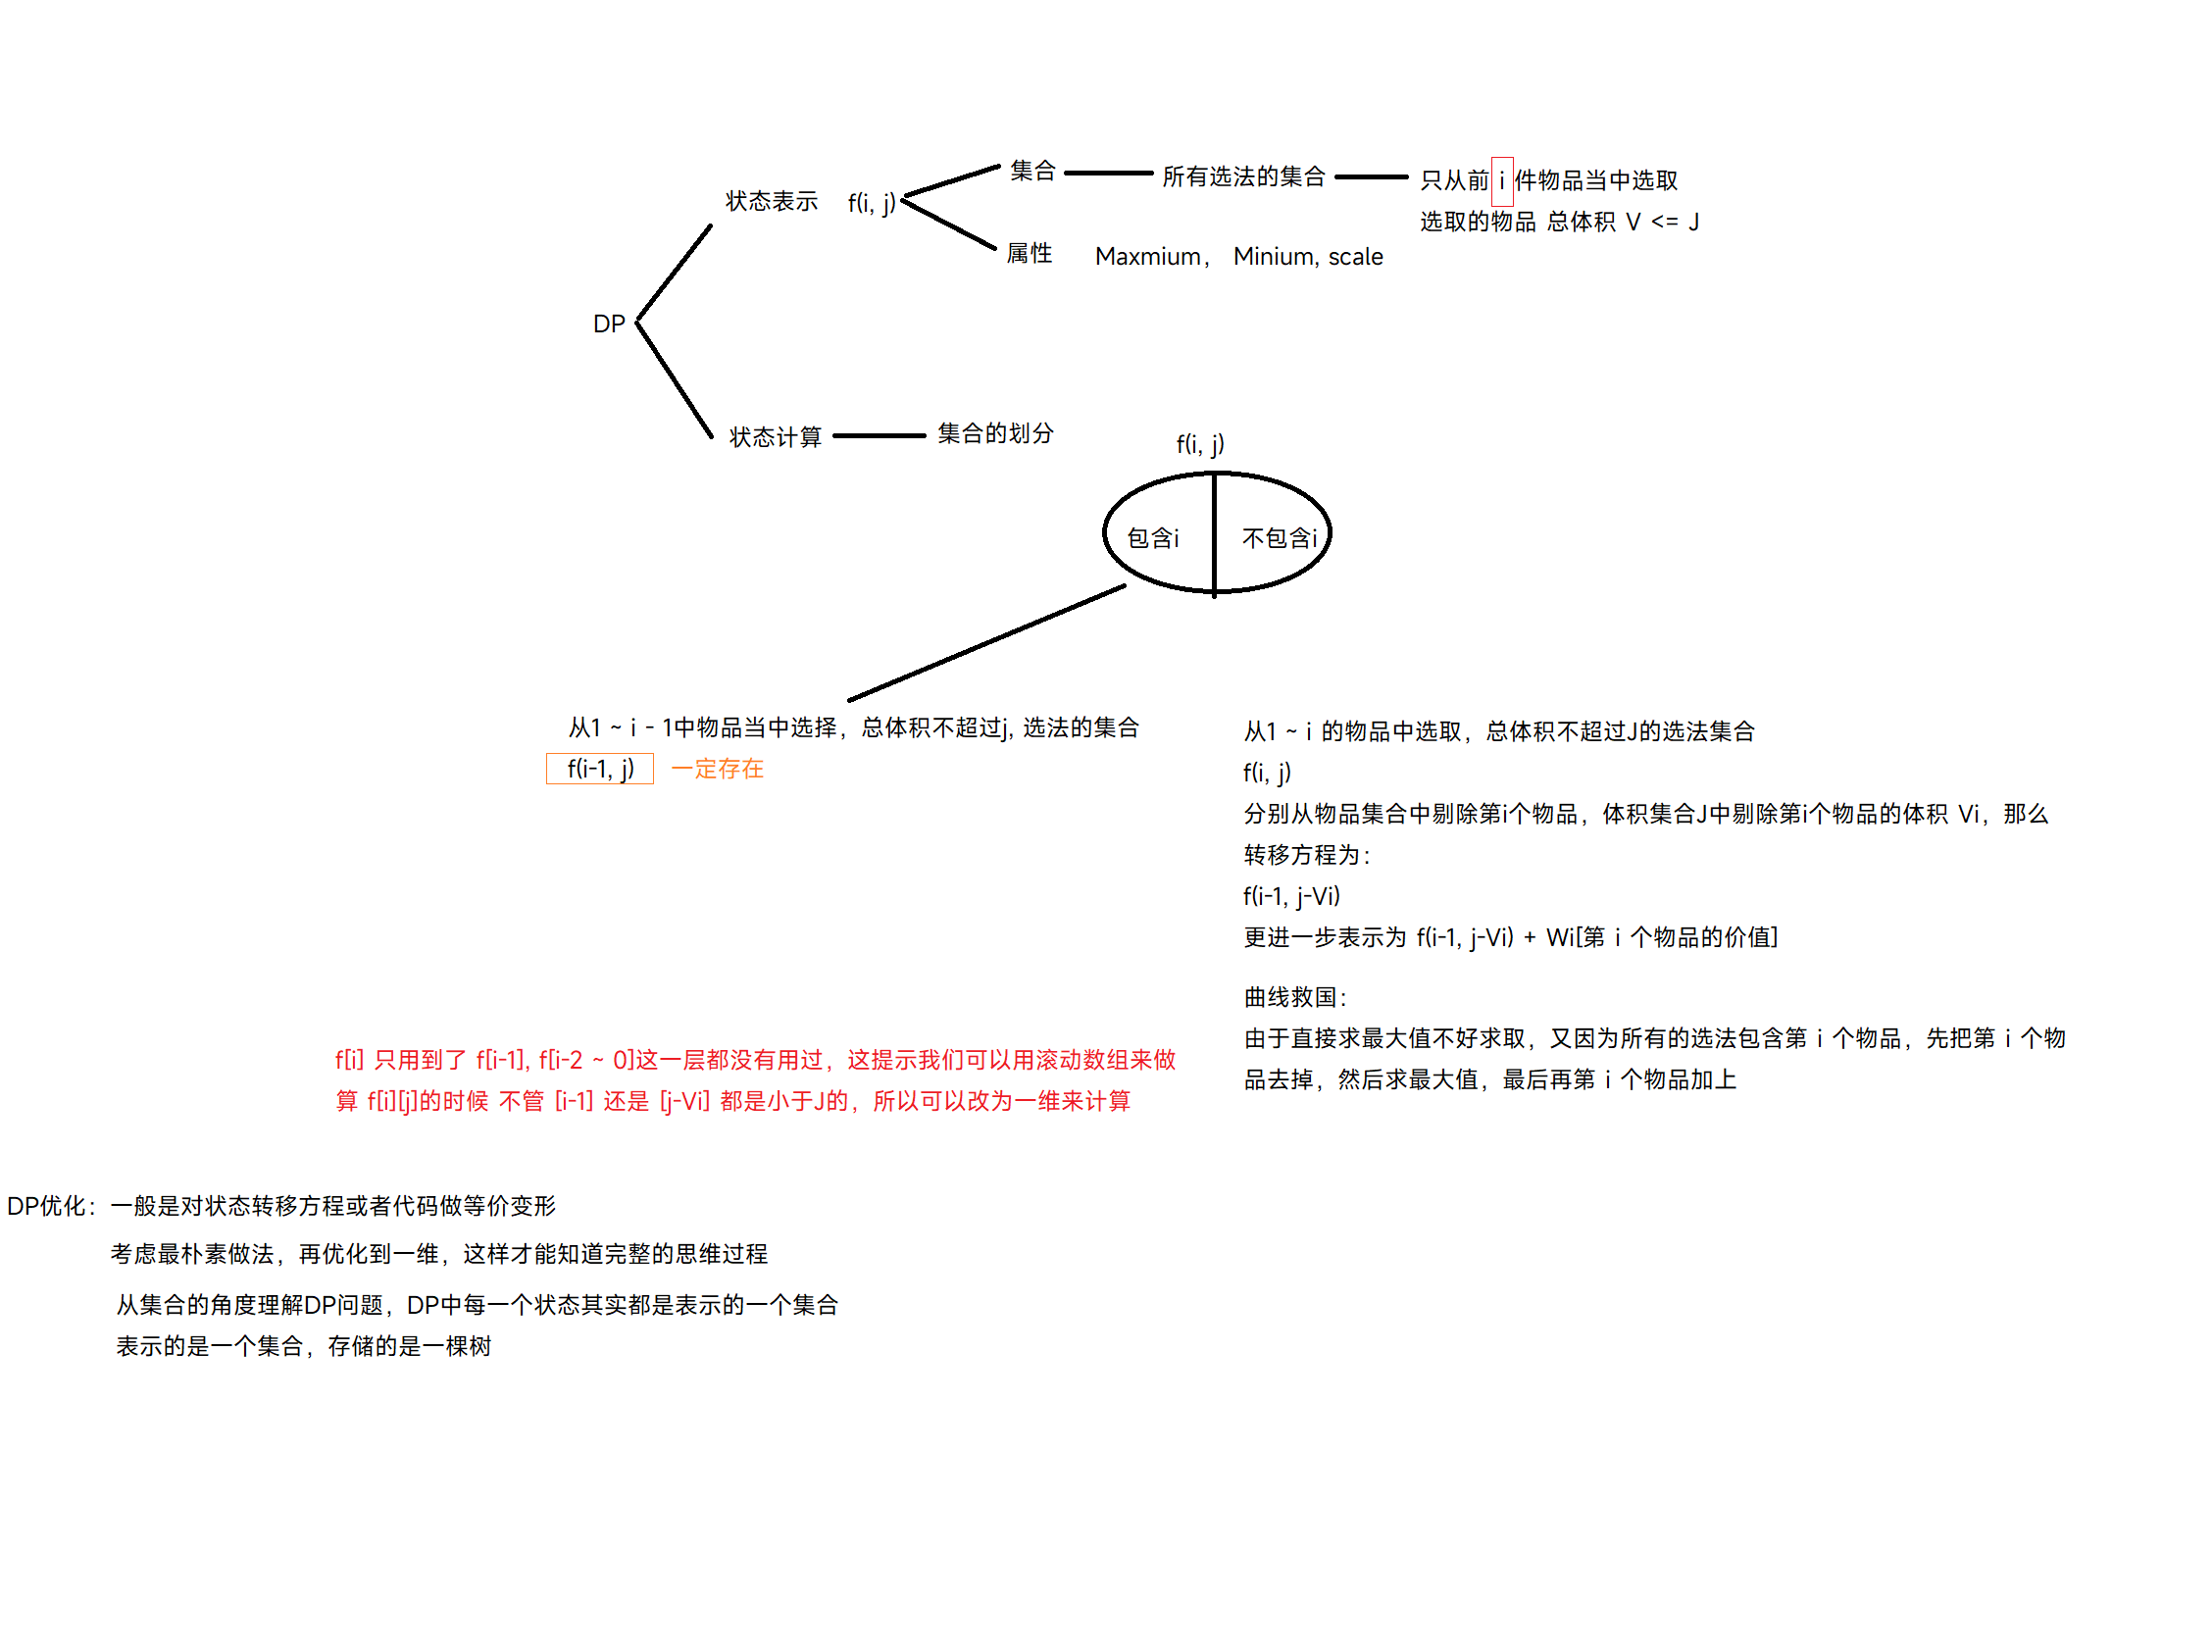 集合
所有选法的集合
只从前 i 件物品当中选取
选取的物品 总体积 V <= J
状态表示 f(i, j)
属性 Maxmium， Minium, scale
DP
状态计算
集合的划分
f(i, j)
包含i
不包含i
从1 ~ i - 1中物品当中选择，总体积不超过j, 选法的集合
f(i-1, j) 一定存在
从1 ~ i 的物品中选取，总体积不超过J的选法集合
f(i, j)
分别从物品集合中剔除第i个物品，体积集合J中剔除第i个物品的体积 Vi，那么
转移方程为：
f(i-1, j-Vi)
更进一步表示为 f(i-1, j-Vi) + Wi[第 i 个物品的价值]
曲线救国：
由于直接求最大值不好求取，又因为所有的选法包含第 i 个物品，先把第 i 个物
品去掉，然后求最大值，最后再第 i 个物品加上
f[i] 只用到了 f[i-1], f[i-2 ~ 0]这一层都没有用过，这提示我们可以用滚动数组来做
算 f[i][j]的时候 不管 [i-1] 还是 [j-Vi] 都是小于J的，所以可以改为一维来计算
DP优化：一般是对状态转移方程或者代码做等价变形
考虑最朴素做法，再优化到一维，这样才能知道完整的思维过程
从集合的角度理解DP问题，DP中每一个状态其实都是表示的一个集合
表示的是一个集合，存储的是一棵树